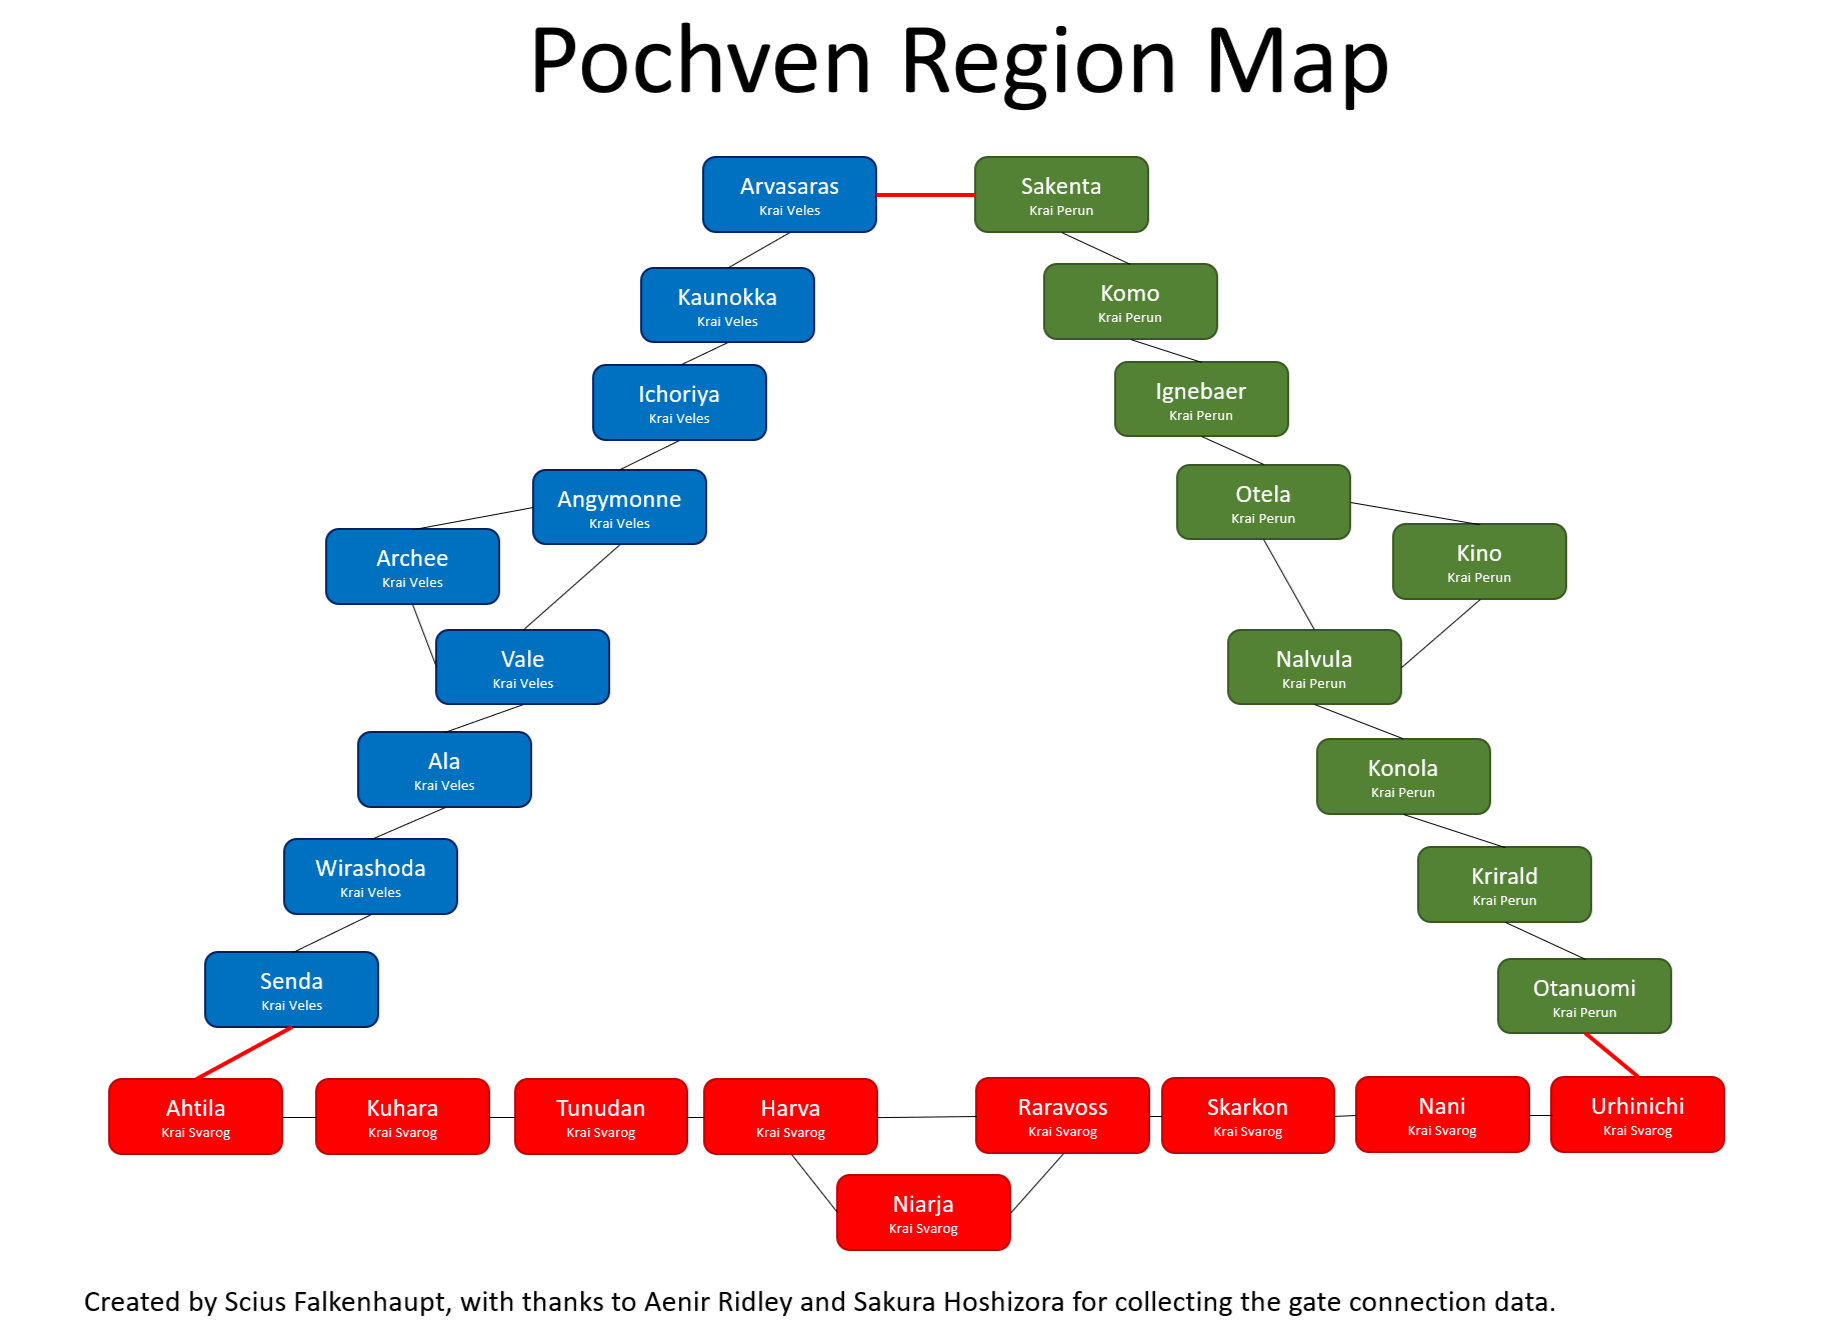 Pochven Region Map
Arvasaras
Krai Veles
Sakenta
Krai Perun
Kaunokka
Krai Veles
Komo
Krai Perun
Ichoriya
Krai Veles
Ignebaer
Krai Perun
Angymonne
Krai Veles
Otela
Krai Perun
Archee
Krai Veles
Kino
Krai Perun
Vale
Krai Veles
Nalvula
Krai Perun
Ala
Krai Veles
Konola
Krai Perun
Wirashoda
Krai Veles
Krirald
Krai Perun
Senda
Krai Veles
Otanuomi
Krai Perun
Ahtila
Krai Svarog
Kuhara
Krai Svarog
Tunudan
Krai Svarog
Harva
Krai Svarog
Raravoss
Krai Svarog
Skarkon
Krai Svarog
Nani
Krai Svarog
Urhinichi
Krai Svarog
Niarja
Krai Svarog
Created by Scius Falkenhaupt, with thanks to Aenir Ridley and Sakura Hoshizora for collecting the gate connection data.